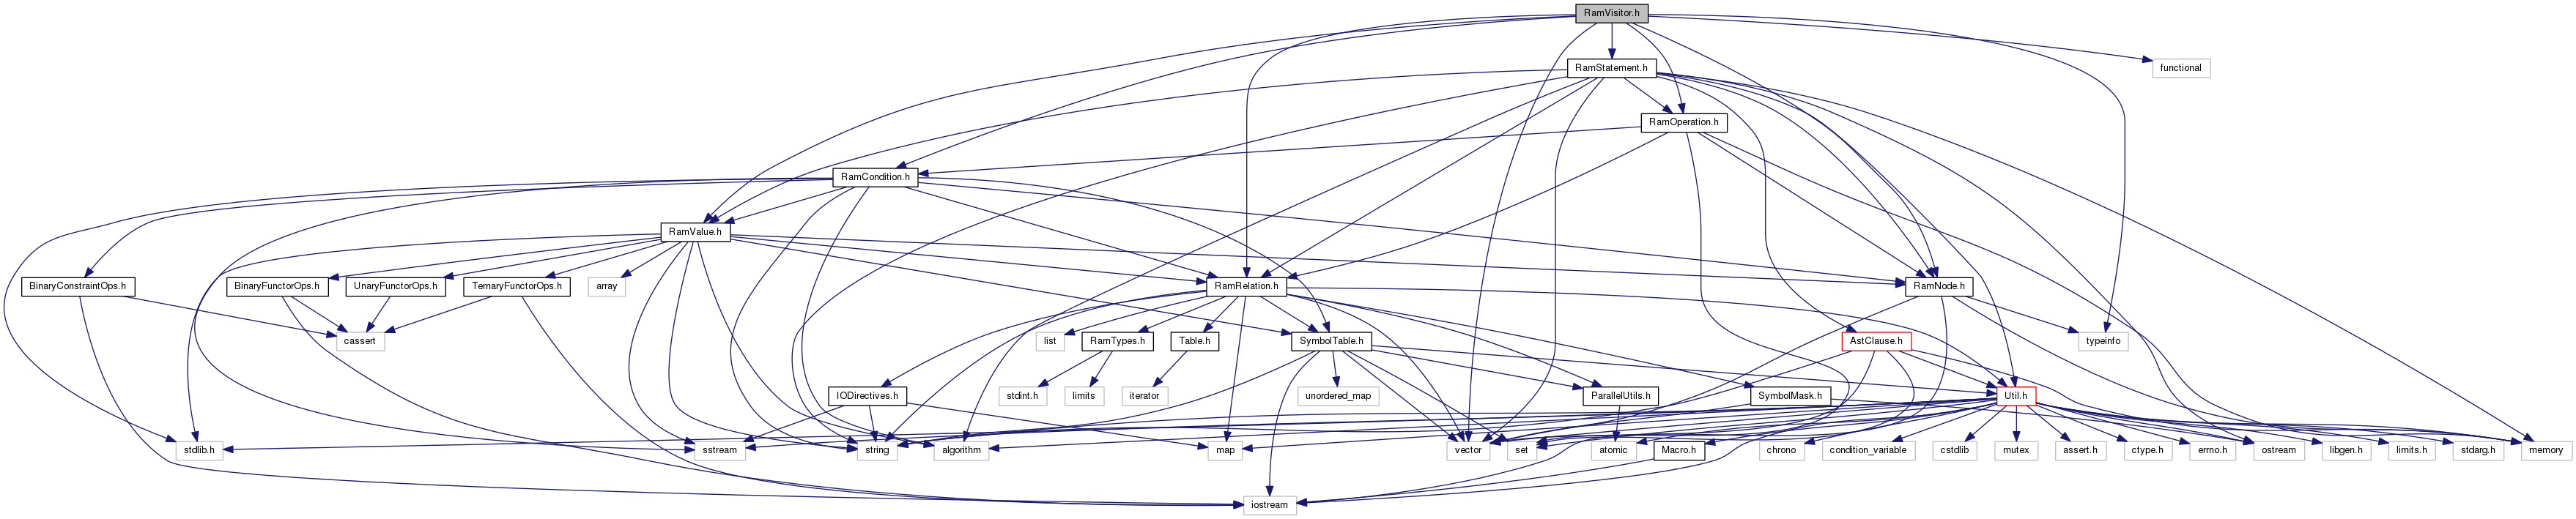 RamVisitor.h
RamStatement.h
functional
RamOperation.h
RamCondition.h
RamValue.h
BinaryConstraintOps.h
BinaryFunctorOps.h
UnaryFunctorOps.h
TernaryFunctorOps.h
array
RamRelation.h
RamNode.h
cassert
list
RamTypes.h
Table.h
SymbolTable.h
AstClause.h
typeinfo
stdint.h
limits
iterator
IODirectives.h
unordered_map
ParallelUtils.h
SymbolMask.h
Util.h
stdlib.h
sstream
string
algorithm
map
vector
set
atomic
Macro.h
chrono
condition_variable
cstdlib
mutex
assert.h
ctype.h
errno.h
ostream
libgen.h
limits.h
stdarg.h
memory
iostream